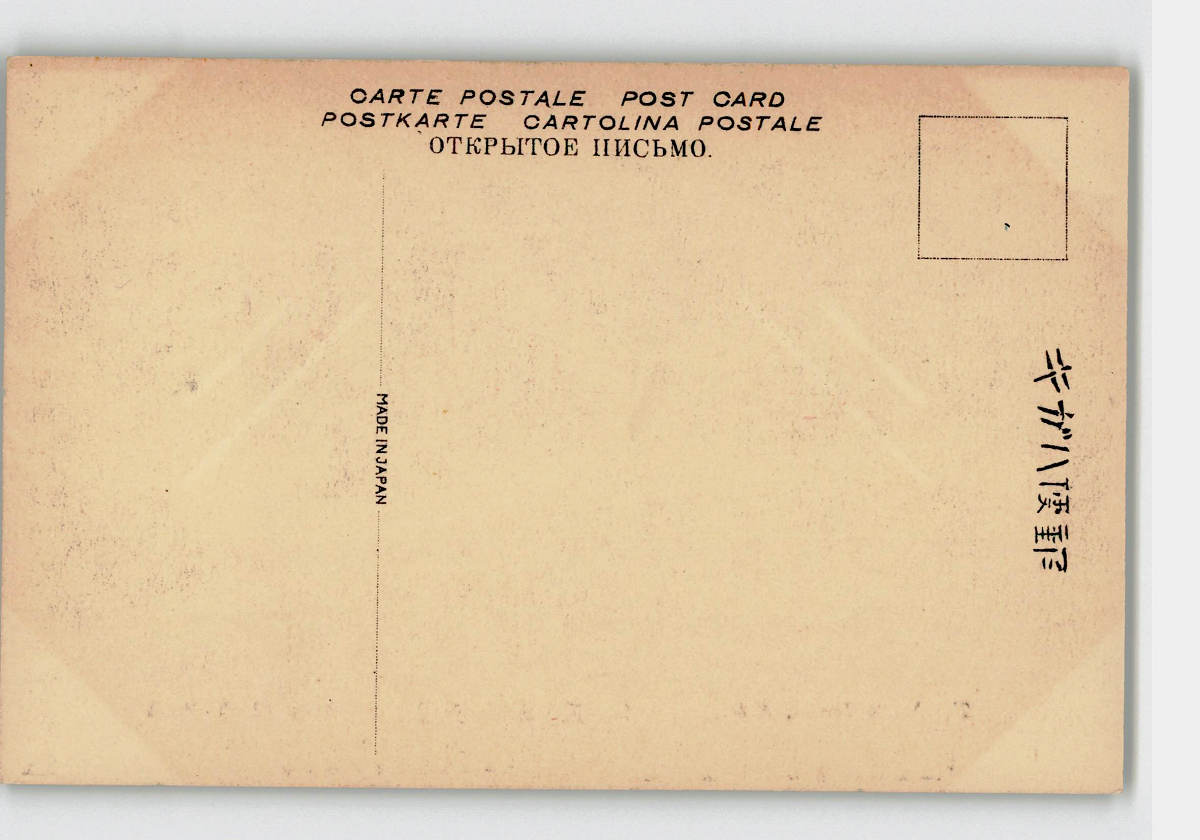 CARTE POSTALE POST CARD
POSTKARTE CARTOLINA POSTALE
ОТКРЫТОЕ ПИСЬМО.
MADE IN JAPAN
郵便ハガキ